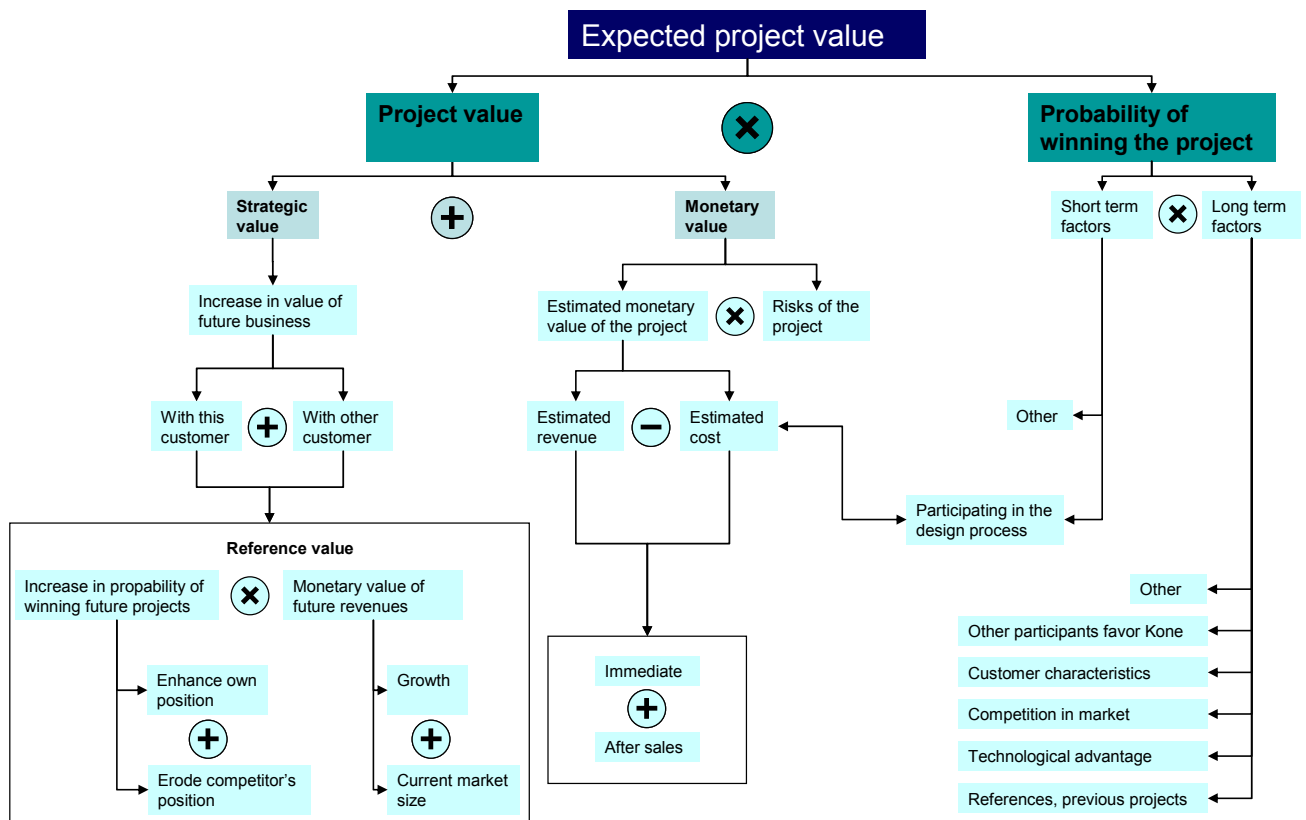 Expected project value
Project value
Probability of
winning the project
Strategic
value
Monetary
value
Short term
factors
Long term
factors
Increase in value of
future business
Estimated monetary
value of the project
Risks of the
project
With this
customer
With other
customer
Estimated
revenue
Estimated
cost
Other
Participating in the
design process
Reference value
Increase in propability of
winning future projects
Monetary value of
future revenues
Enhance own
position
Growth
Erode competitor's
position
Current market
size
Immediate
After sales
Other
Other participants favor Kone
Customer characteristics
Competition in market
Technological advantage
References, previous projects